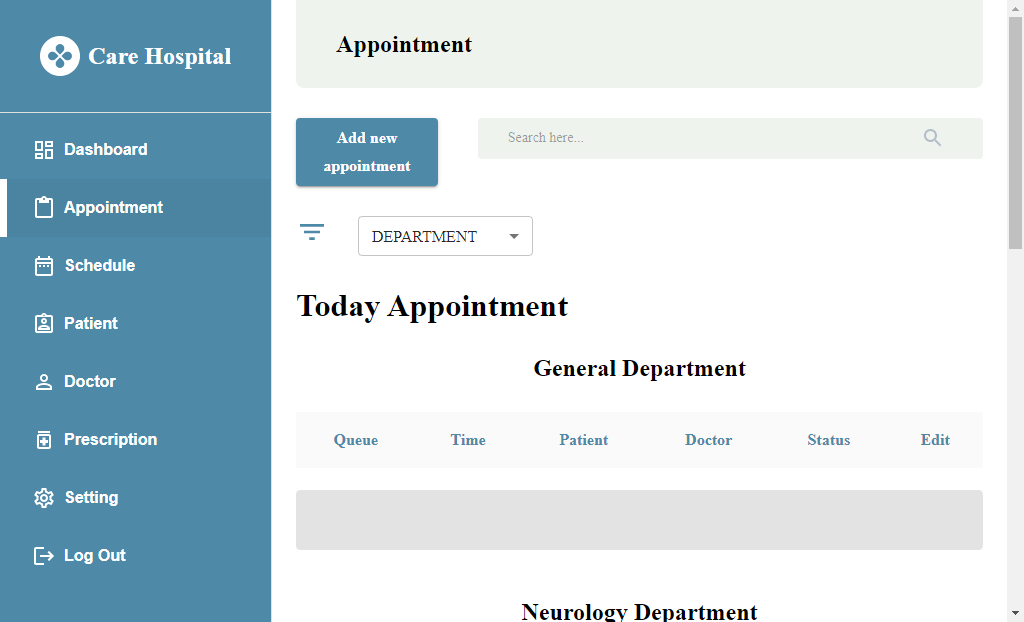 Care Hospital
Dashboard
Appointment
Schedule
Patient
Doctor
Prescription
Setting
Log Out
Appointment
Add new
appointment
Search here...
DEPARTMENT
Today Appointment
General Department
Queue Time Patient Doctor Status Edit
Neurology Department